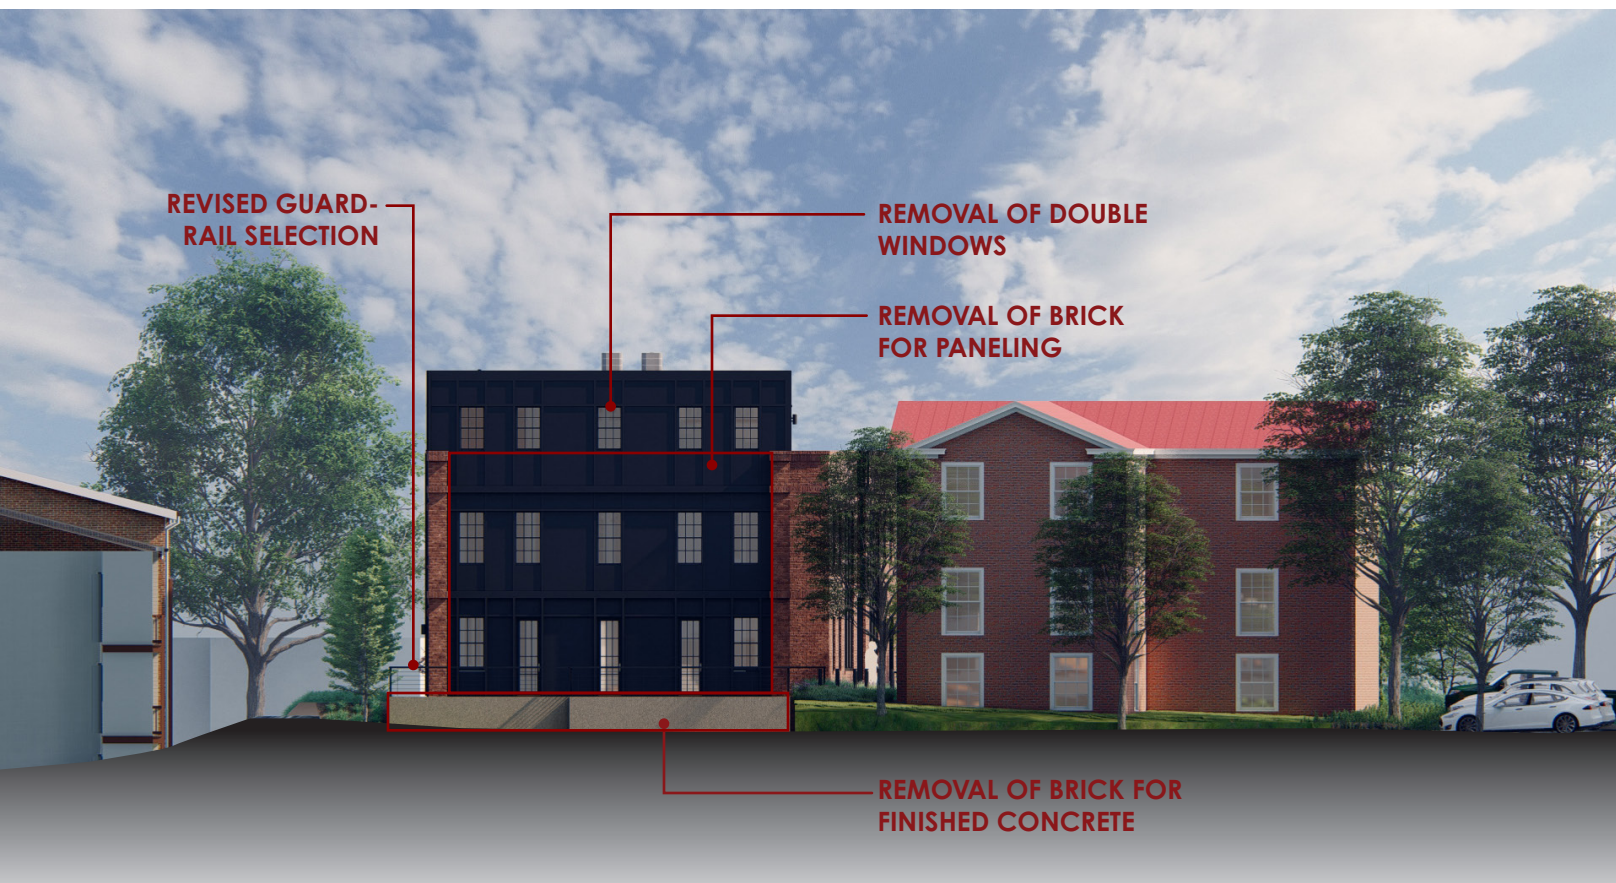 REVISED GUARD-
RAIL SELECTION
REMOVAL OF DOUBLE
WINDOWS
REMOVAL OF BRICK
FOR PANELING
REMOVAL OF BRICK FOR
FINISHED CONCRETE